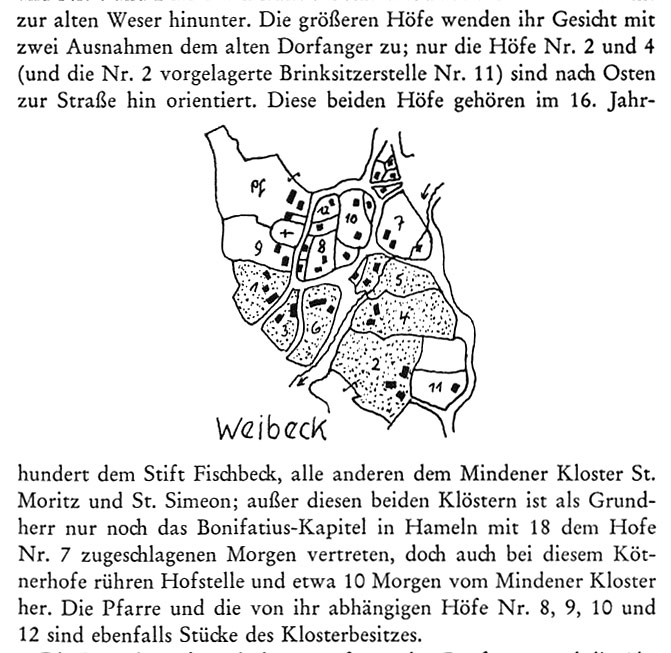 zur alten Weser hinunter. Die größeren Höfe wenden ihr Gesicht mit
zwei Ausnahmen dem alten Dorfanger zu; nur die Höfe Nr. 2 und 4
(und die Nr. 2 vorgelagerte Brinksitzerstelle Nr. 11) sind nach Osten
zur Straße hin orientiert. Diese beiden Höfe gehören im 16. Jahr-
Pf
12
10
7
9
8
1
5
3
6
4
2
11
Weibeck
hundert dem Stift Fischbeck, alle anderen dem Mindener Kloster St.
Moritz und St. Simeon; außer diesen beiden Klöstern ist als Grund-
herr nur noch das Bonifatius-Kapitel in Hameln mit 18 dem Hofe
Nr. 7 zugeschlagenen Morgen vertreten, doch auch bei diesem Köt-
nerhofe rühren Hofstelle und etwa 10 Morgen vom Mindener Kloster
her. Die Pfarre und die von ihr abhängigen Höfe Nr. 8, 9, 10 und
12 sind ebenfalls Stücke des Klosterbesitzes.